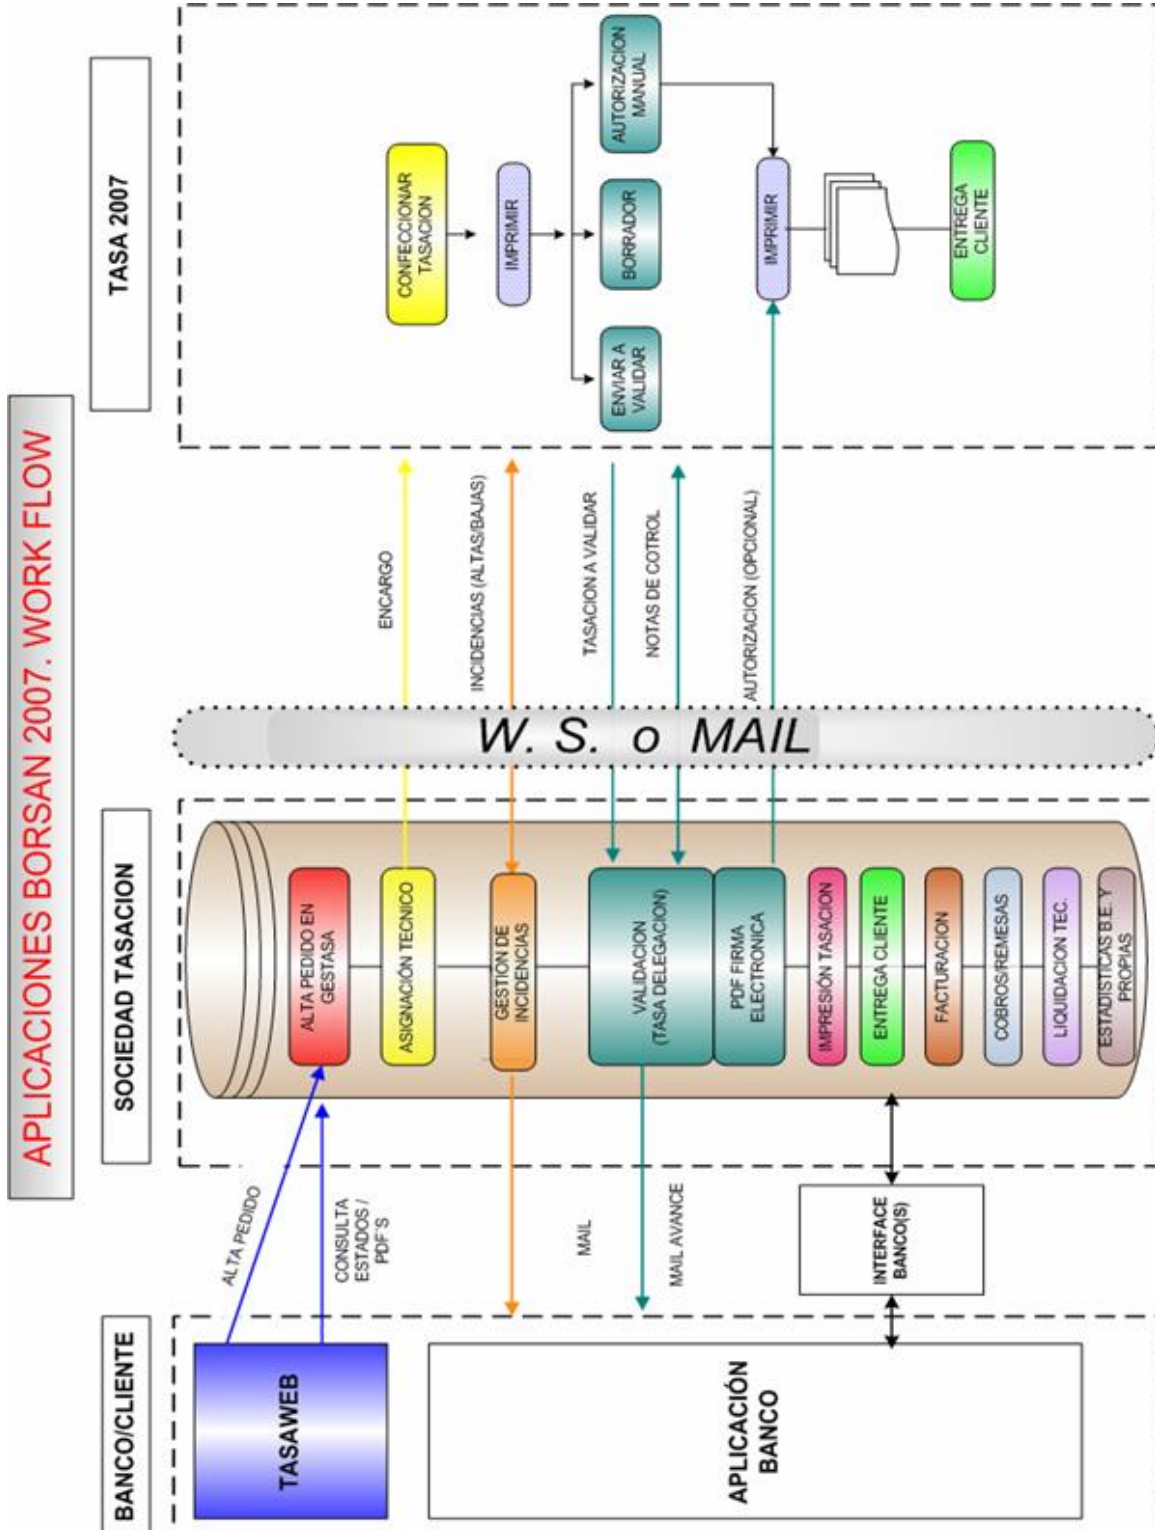 APLICACIONES BORSAN 2007. WORK FLOW
BANCO/CLIENTE
SOCIEDAD TASACION
TASA 2007
TASAWEB
ALTA PEDIDO
CONSULTA
ESTADOS /
PDF'S
APLICACIÓN
BANCO
MAIL
MAIL AVANCE
INTERFACE
BANCO(S)
ALTA PEDIDO EN
GESTASA
ASIGNACIÓN TECNICO
GESTION DE
INCIDENCIAS
VALIDACION
(TASA DELEGACION)
PDF FIRMA
ELECTRONICA
IMPRESIÓN TASACION
ENTREGA CLIENTE
FACTURACION
COBROS/REMESAS
LIQUIDACION TEC.
ESTADISTICAS B.E. Y
PROPIAS
W. S. o MAIL
ENCARGO
INCIDENCIAS (ALTAS/BAJAS)
TASACION A VALIDAR
NOTAS DE COTROL
AUTORIZACION (OPCIONAL)
CONFECCIONAR
TASACION
IMPRIMIR
ENVIAR A
VALIDAR
BORRADOR
AUTORIZACION
MANUAL
IMPRIMIR
ENTREGA
CLIENTE